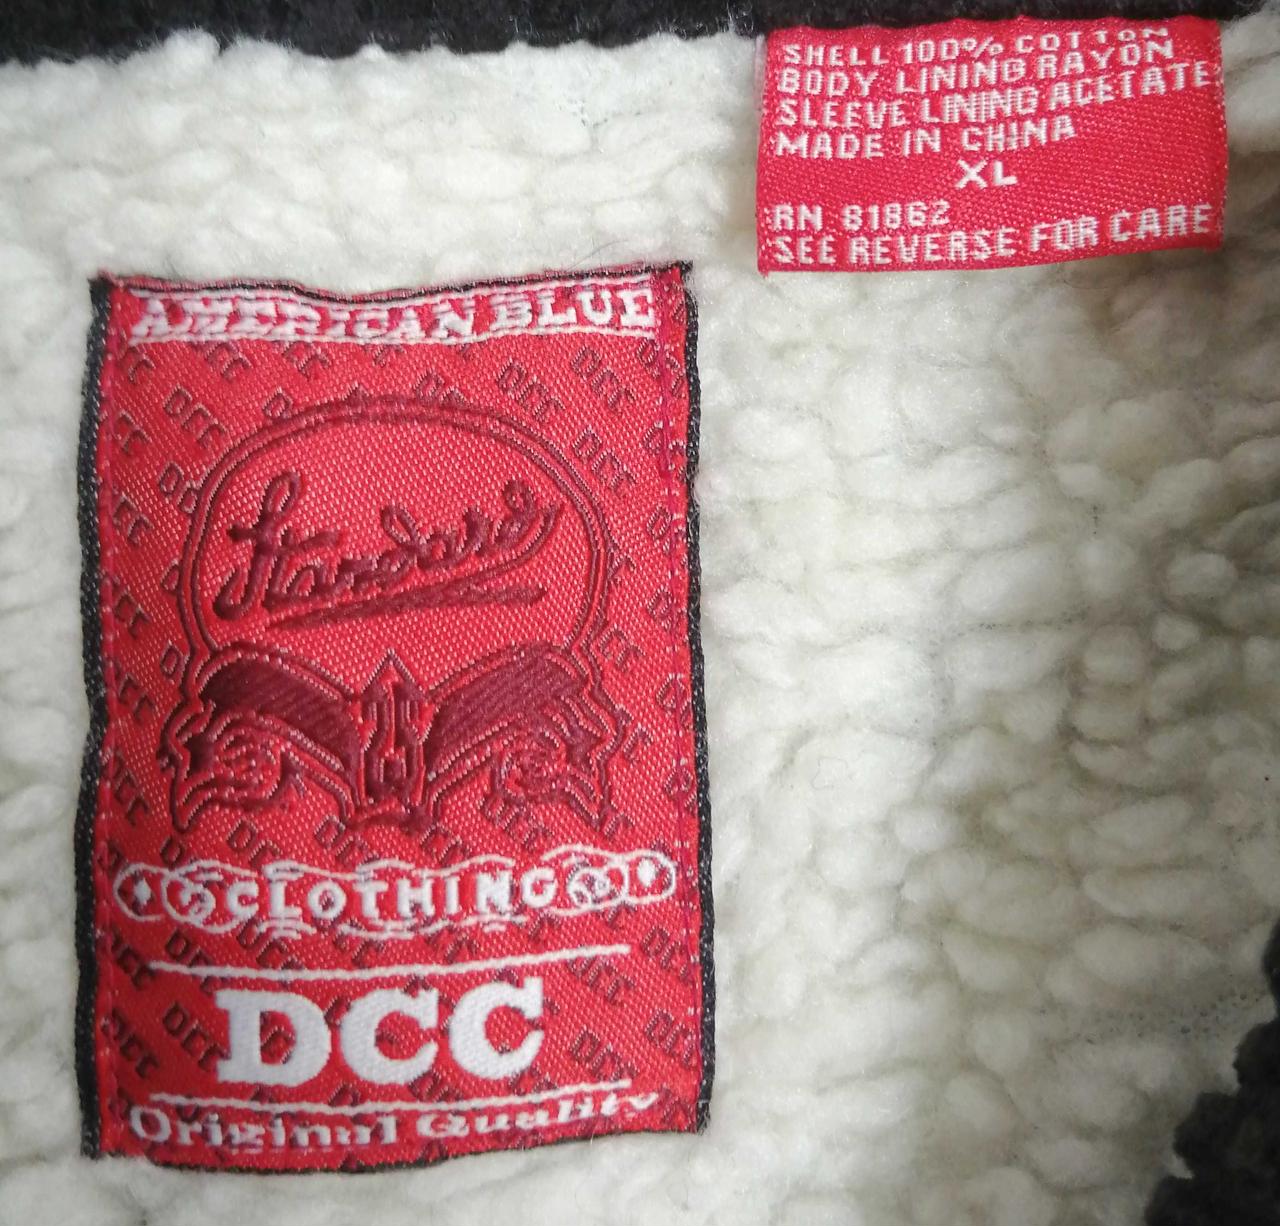 SHELL 100% COTTON
BODY LINING RAYON
SLEEVE LINING ACETATE
MADE IN CHINA
XL
RN 81862
SEE REVERSE FOR CARE
AMERICAN BLUE
Standard
25
CLOTHING
DCC
Original Quality